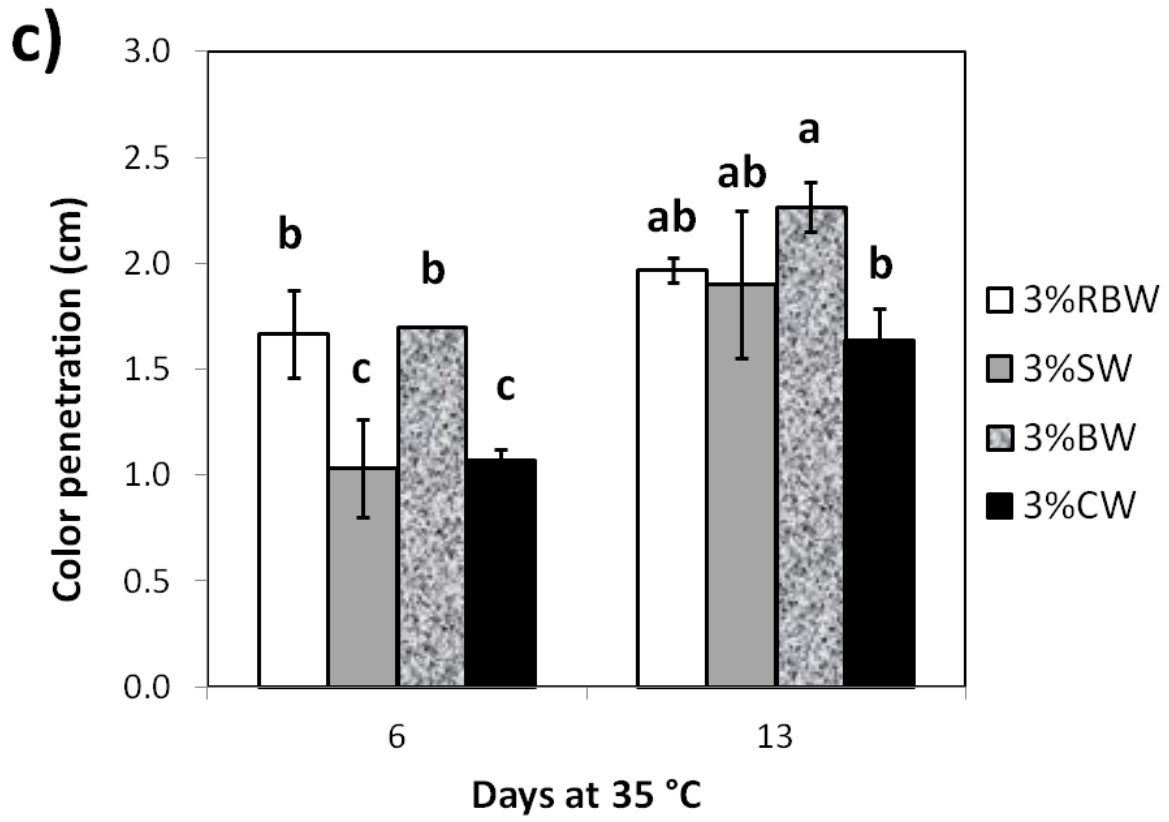 c)
3.0
2.5
2.0
1.5
1.0
0.5
0.0
Color penetration (cm)
b
c
b
c
ab
ab
a
b
6
13
Days at 35 °C
3%RBW
3%SW
3%BW
3%CW